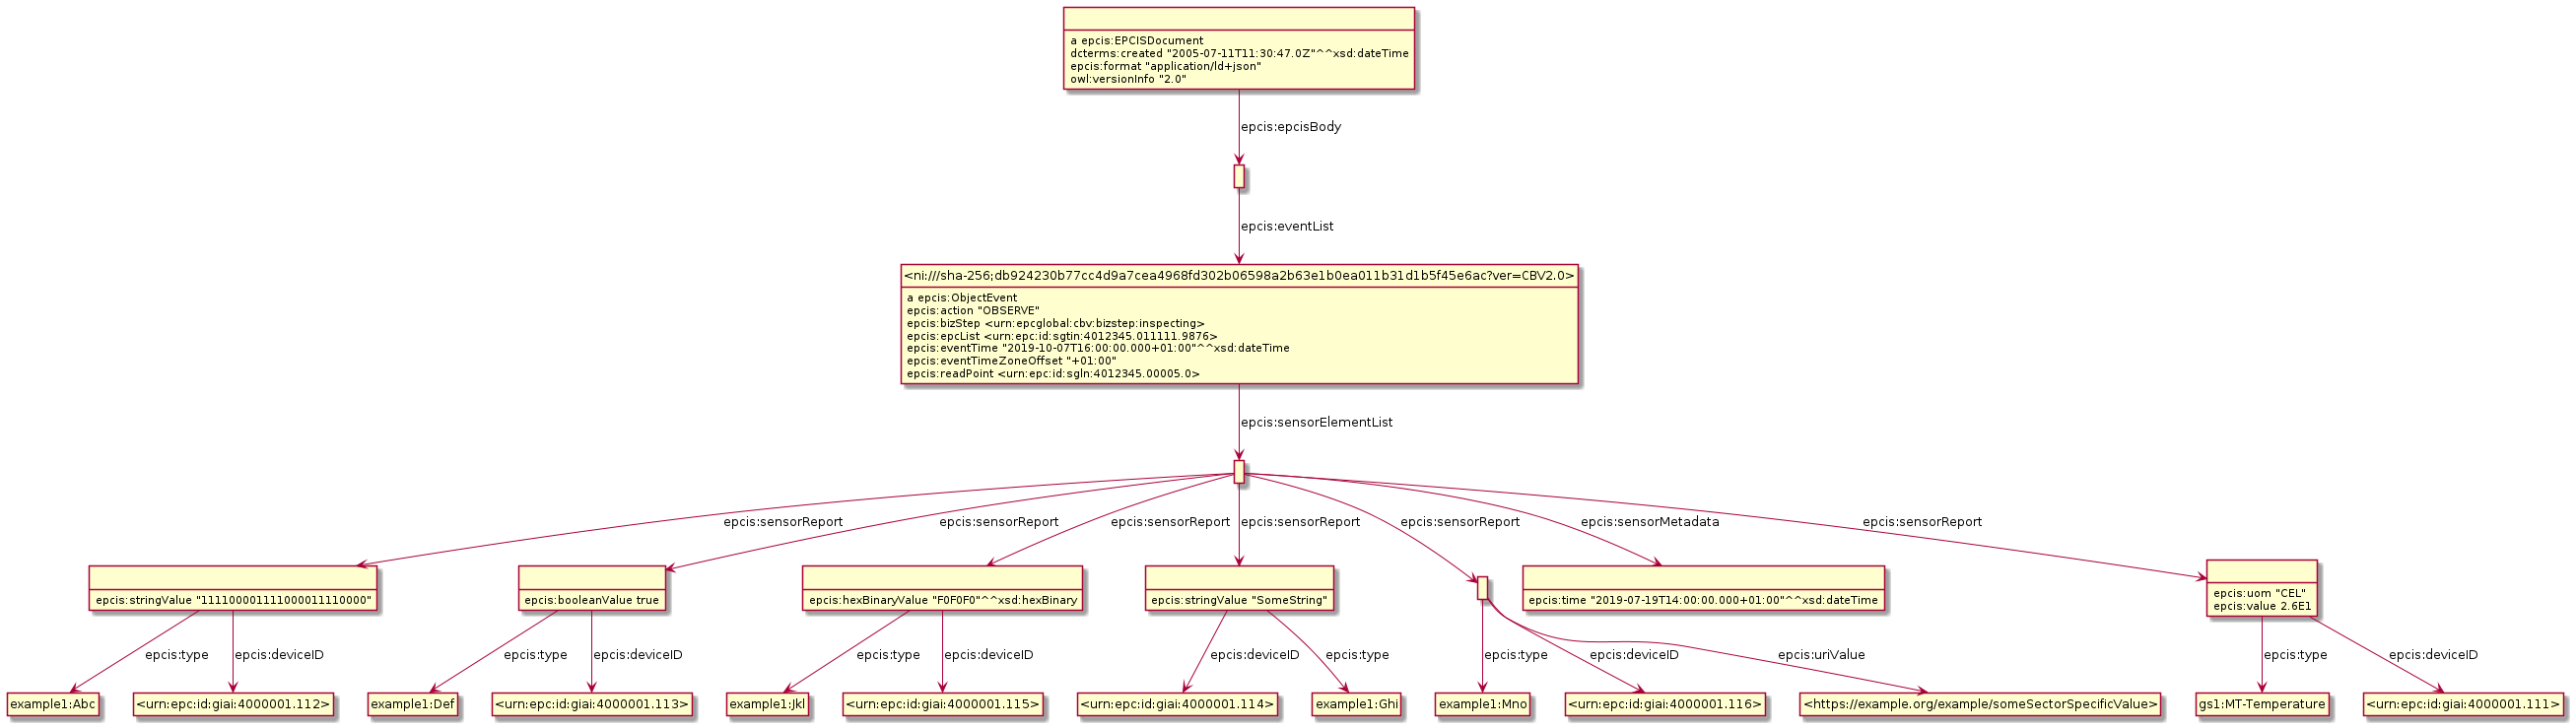 a epcis:EPCISDocument
dcterms:created "2005-07-11T11:30:47.0Z"^^xsd:dateTime
epcis:format "application/ld+json"
owl:versionInfo "2.0"
epcis:epcisBody
epcis:eventList
<ni:///sha-256;db924230b77cc4d9a7cea4968fd302b06598a2b63e1b0ea011b31d1b5f45e6ac?ver=CBV2.0>
a epcis:ObjectEvent
epcis:action "OBSERVE"
epcis:bizStep <urn:epcglobal:cbv:bizstep:inspecting>
epcis:epcList <urn:epc:id:sgtin:4012345.011111.9876>
epcis:eventTime "2019-10-07T16:00:00.000+01:00"^^xsd:dateTime
epcis:eventTimeZoneOffset "+01:00"
epcis:readPoint <urn:epc:id:sgln:4012345.00005.0>
epcis:sensorElementList
epcis:sensorReport
epcis:sensorReport
epcis:sensorReport
epcis:sensorReport
epcis:sensorReport
epcis:sensorMetadata
epcis:sensorReport
epcis:stringValue "111100001111000011110000"
epcis:booleanValue true
epcis:hexBinaryValue "F0F0F0"^^xsd:hexBinary
epcis:stringValue "SomeString"
epcis:time "2019-07-19T14:00:00.000+01:00"^^xsd:dateTime
epcis:uom "CEL"
epcis:value 2.6E1
epcis:type
epcis:deviceID
epcis:type
epcis:deviceID
epcis:type
epcis:deviceID
epcis:deviceID
epcis:type
epcis:type
epcis:deviceID
epcis:uriValue
epcis:type
epcis:deviceID
example1:Abc
<urn:epc:id:giai:4000001.112>
example1:Def
<urn:epc:id:giai:4000001.113>
example1:Jkl
<urn:epc:id:giai:4000001.115>
<urn:epc:id:giai:4000001.114>
example1:Ghi
example1:Mno
<urn:epc:id:giai:4000001.116>
<https://example.org/example/someSectorSpecificValue>
gs1:MT-Temperature
<urn:epc:id:giai:4000001.111>